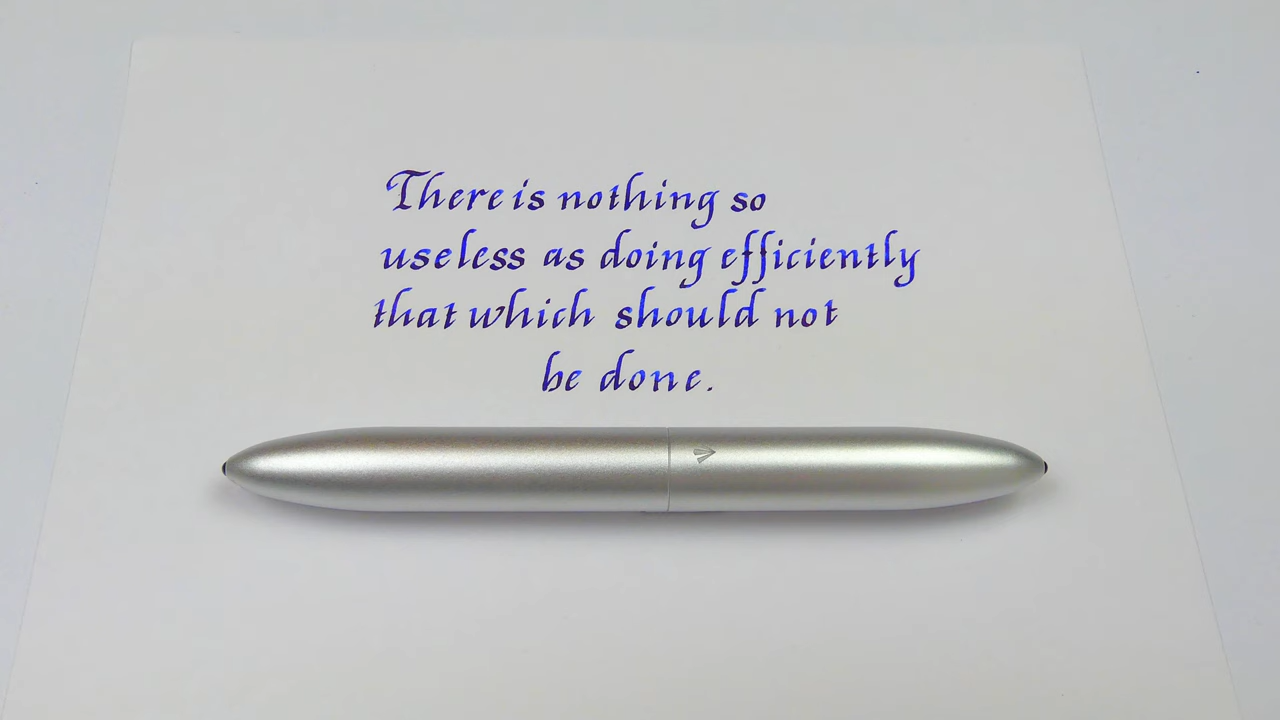 There is nothing so
useless as doing efficiently
that which should not
be done.